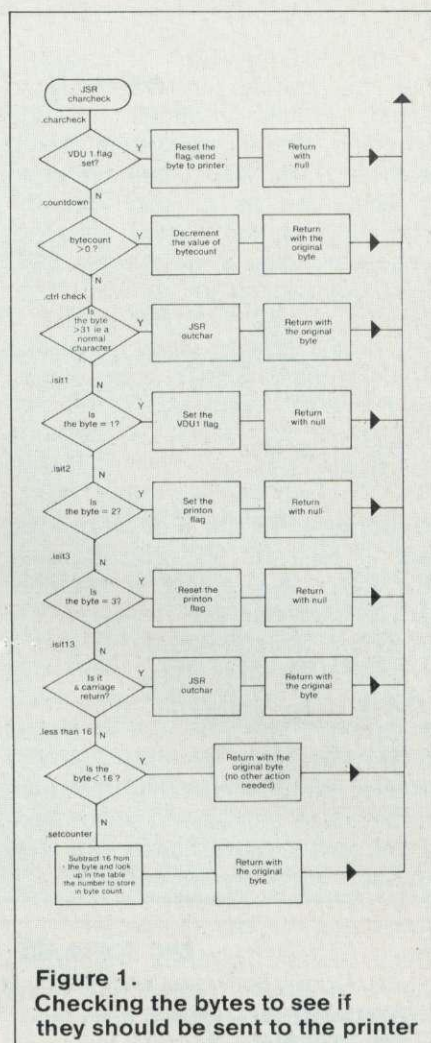 JSR
charcheck
.charcheck
VDU 1 flag
set?
Y
Reset the
flag, send
byte to printer
Return
with
null
N
.countdown
bytecount
>0 ?
Y
Decrement
the value of
bytecount
Return
with the
original
byte
N
.ctrl check
Is
the byte
>31 ie a
normal
character
Y
JSR
outchar
Return with
the original
byte
N
.isit1
Is
the byte = 1?
Y
Set the
VDU1 flag
Return
with null
N
.isit2
Is
the byte = 2?
Y
Set the
printon
flag
Return
with null
N
.isit3
Is
the byte = 3?
Y
Reset the
printon
flag
Return
with null
N
.isit13
Is it
a carriage
return?
Y
JSR
outchar
Return with
the original
byte
N
.less than 16
Is the
byte< 16 ?
Y
Return with the
original byte
(no other action
needed)
N
.setcounter
Subtract 16 from
the byte and look
up in the table
the number to store
in byte count
Return with
the original
byte
Figure 1.
Checking the bytes to see if
they should be sent to the printer